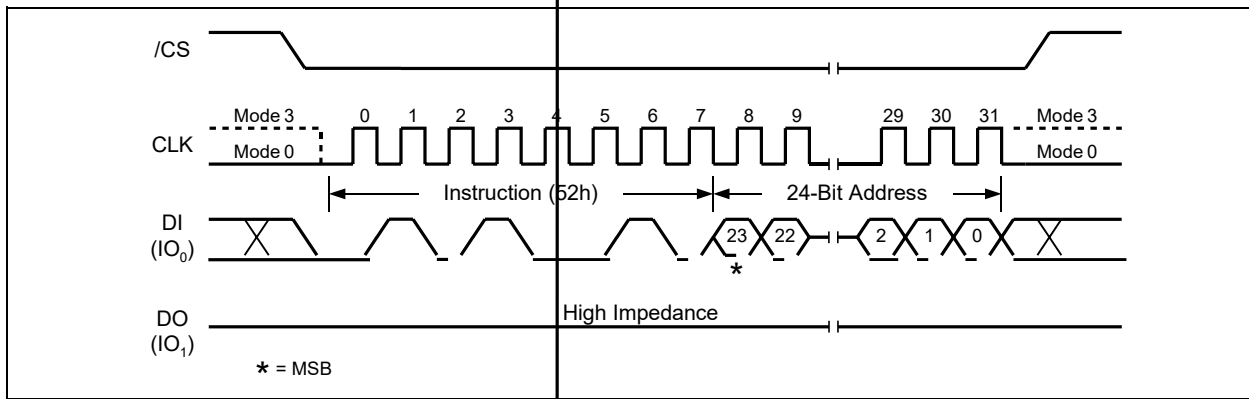 /CS
Mode 3 0 1 2 3 4 5 6 7 8 9 29 30 31 Mode 3
CLK
Mode 0 Mode 0
Instruction (52h) 24-Bit Address
DI
(IO0) 23 22 2 1 0
*
High Impedance
DO
(IO1)
* = MSB